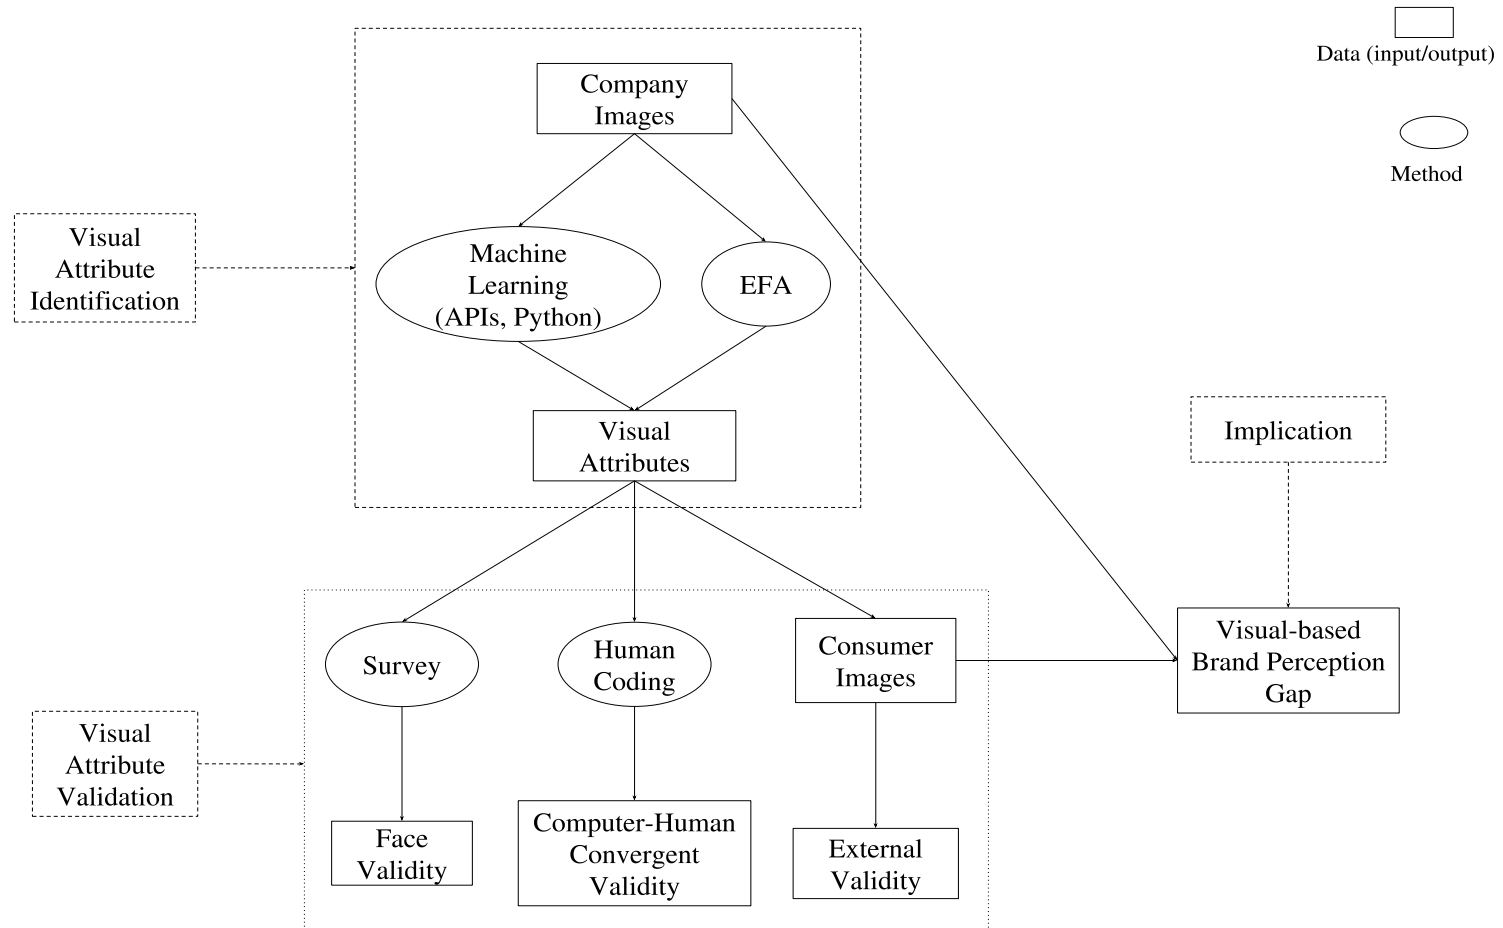 Data (input/output)
Method
Company
Images
Visual
Attribute
Identification
Machine
Learning
(APIs, Python)
EFA
Visual
Attributes
Implication
Survey
Human
Coding
Consumer
Images
Visual-based
Brand Perception
Gap
Visual
Attribute
Validation
Face
Validity
Computer-Human
Convergent
Validity
External
Validity